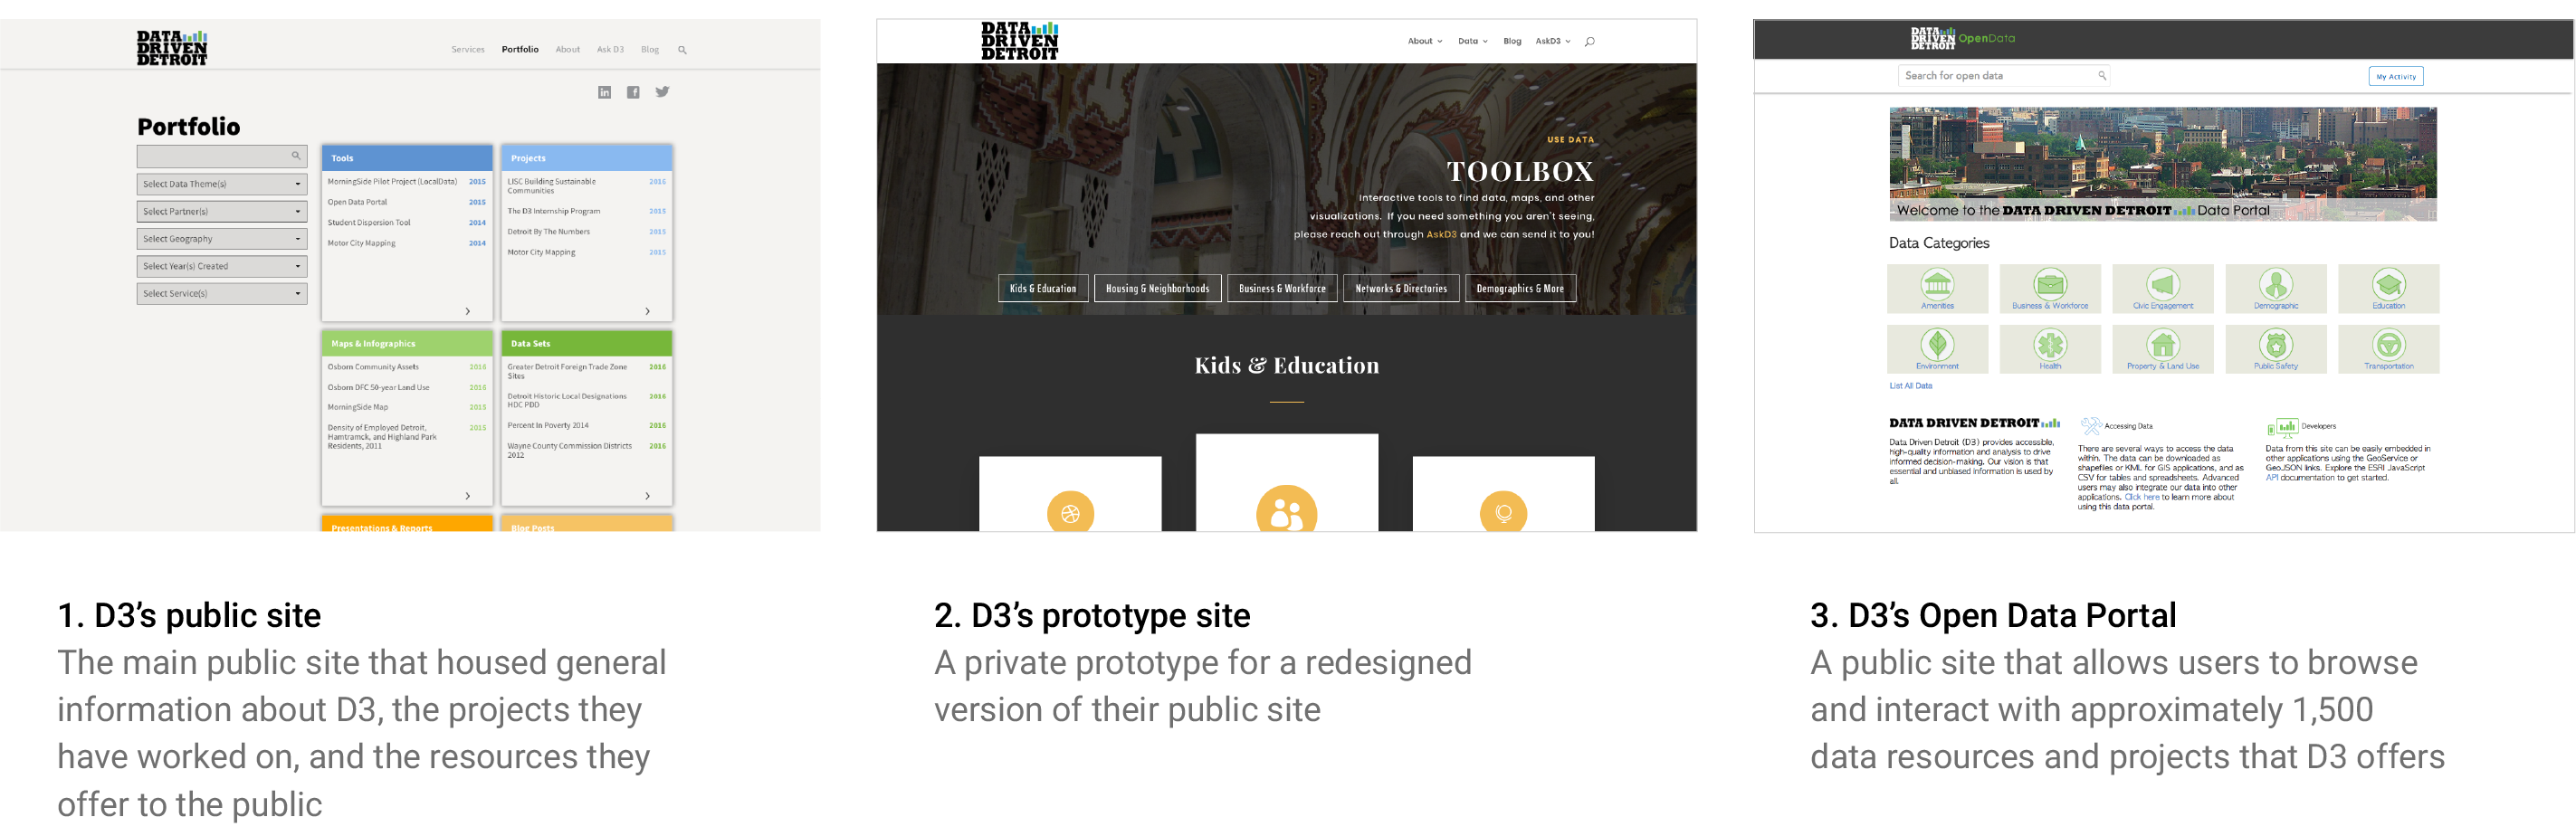 DATA
DRIVEN
DETROIT
Services Portfolio About Ask D3 Blog
in f
Portfolio
Select Data Theme(s)
Select Partner(s)
Select Geography
Select Year(s) Created
Select Service(s)
Tools
MorningSide Pilot Project (LocalData) 2015
Open Data Portal 2015
Student Dispersion Tool 2014
Motor City Mapping 2014
Projects
LISC Building Sustainable 2016
Communities
The D3 Internship Program 2015
Detroit By The Numbers 2015
Motor City Mapping 2015
Maps & Infographics
Osborn Community Assets 2016
Osborn DFC 50-year Land Use 2016
MorningSide Map 2015
Density of Employed Detroit, 2015
Hamtramck, and Highland Park
Residents, 2011
Data Sets
Greater Detroit Foreign Trade Zone 2016
Sites
Detroit Historic Local Designations 2016
HDC PDD
Percent In Poverty 2014 2016
Wayne County Commission Districts 2016
2012
Presentations & Reports
Blog Posts
1. D3’s public site
The main public site that housed general
information about D3, the projects they
have worked on, and the resources they
offer to the public
DATA
DRIVEN
DETROIT
About Data Blog AskD3
USE DATA
TOOLBOX
Interactive tools to find data, maps, and other
visualizations. If you need something you aren't seeing,
please reach out through AskD3 and we can send it to you!
Kids & Education Housing & Neighborhoods Business & Workforce Networks & Directories Demographics & More
Kids & Education
2. D3’s prototype site
A private prototype for a redesigned
version of their public site
DATA
DRIVEN
DETROIT
OpenData
Search for open data
My Activity
Welcome to the DATA DRIVEN DETROIT Data Portal
Data Categories
Amenities Business & Workforce Civic Engagement Demographic Education
Environment Health Property & Land Use Public Safety Transportation
List All Data
DATA DRIVEN DETROIT
Data Driven Detroit (D3) provides accessible,
high-quality information and analysis to drive
informed decision-making. Our vision is that
essential and unbiased information is used by
all.
Accessing Data
There are several ways to access the data
within. The data can be downloaded as
shapefiles or KML for GIS applications, and as
CSV for tables and spreadsheets. Advanced
users may also integrate our data into other
applications. Click here to learn more about
using this data portal.
Developers
Data from this site can be easily embedded in
other applications using the GeoService or
GeoJSON links. Explore the ESRI JavaScript
API documentation to get started.
3. D3’s Open Data Portal
A public site that allows users to browse
and interact with approximately 1,500
data resources and projects that D3 offers